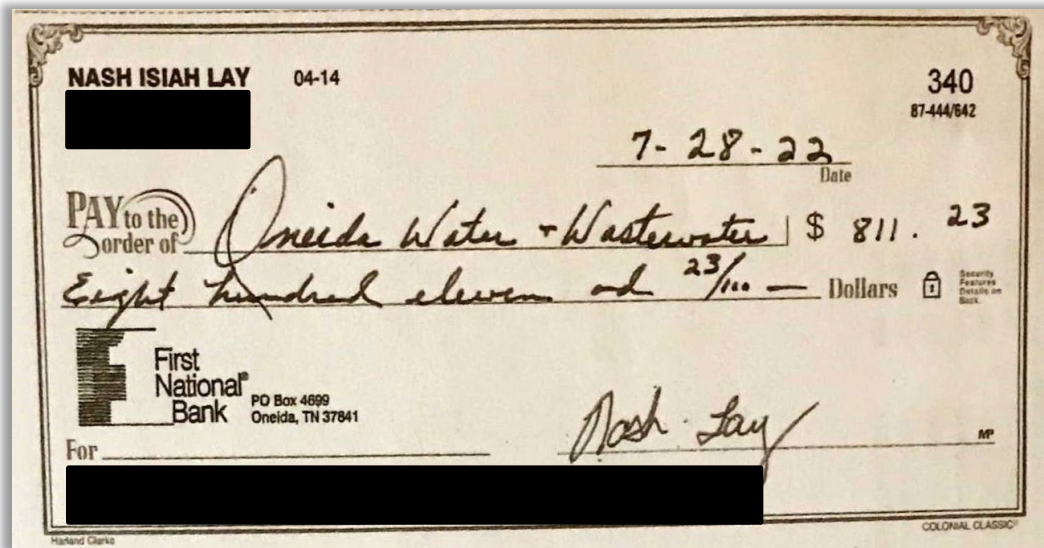 NASH ISIAH LAY 04-14
340
87-444/642
7-28-22
Date
PAY to the order of Oneida Water + Wastewater $ 811.23
Eight hundred eleven and 23/100 — Dollars
Security Features Details on Back.
First National® Bank
PO Box 4699
Oneida, TN 37841
For
Nash Lay
MP
Harland Clarke
COLONIAL CLASSIC®